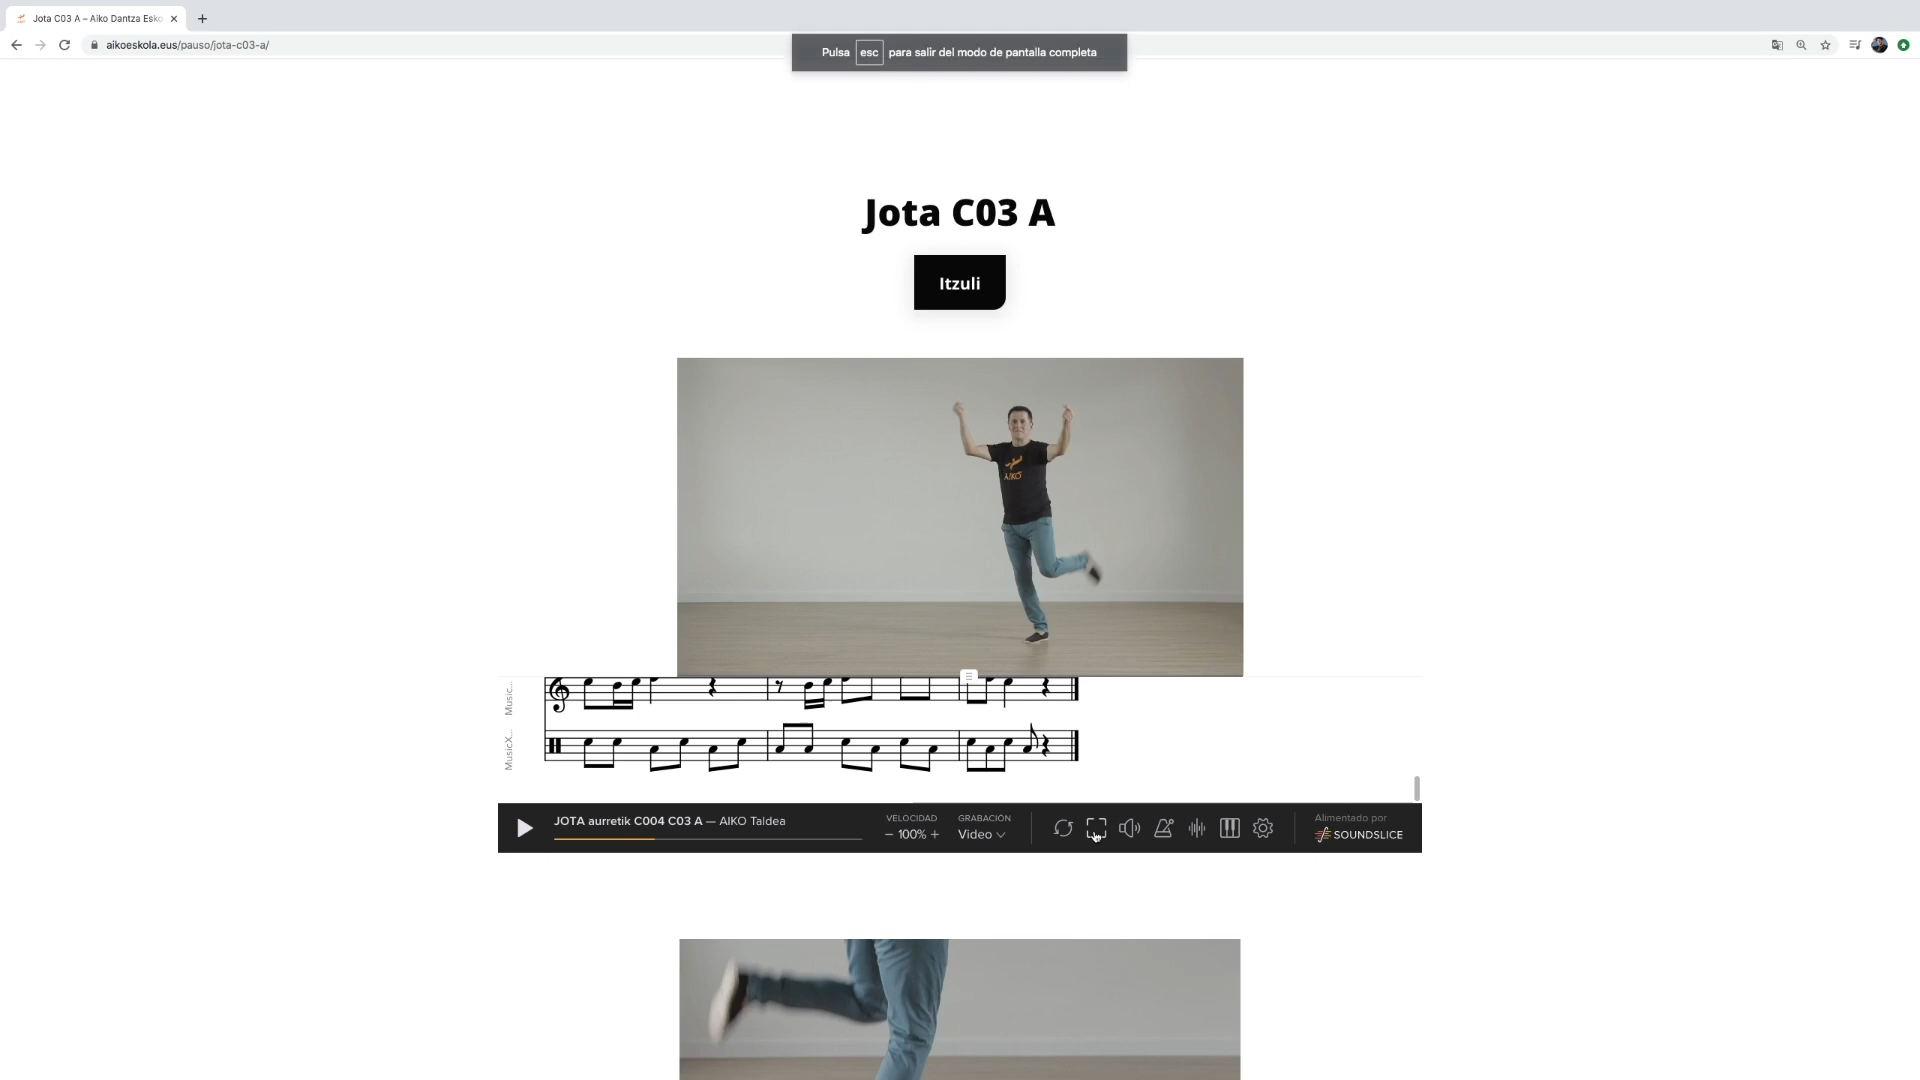 Jota C03 A – Aiko Dantza Esko
aikoeskola.eus/pauso/jota-c03-a/
Pulsa esc para salir del modo de pantalla completa
Jota C03 A
Itzuli
AIKO
Music...
MusicX...
JOTA aurretik C004 C03 A — AIKO Taldea
VELOCIDAD
− 100% +
GRABACIÓN
Video
Alimentado por
SOUNDSLICE